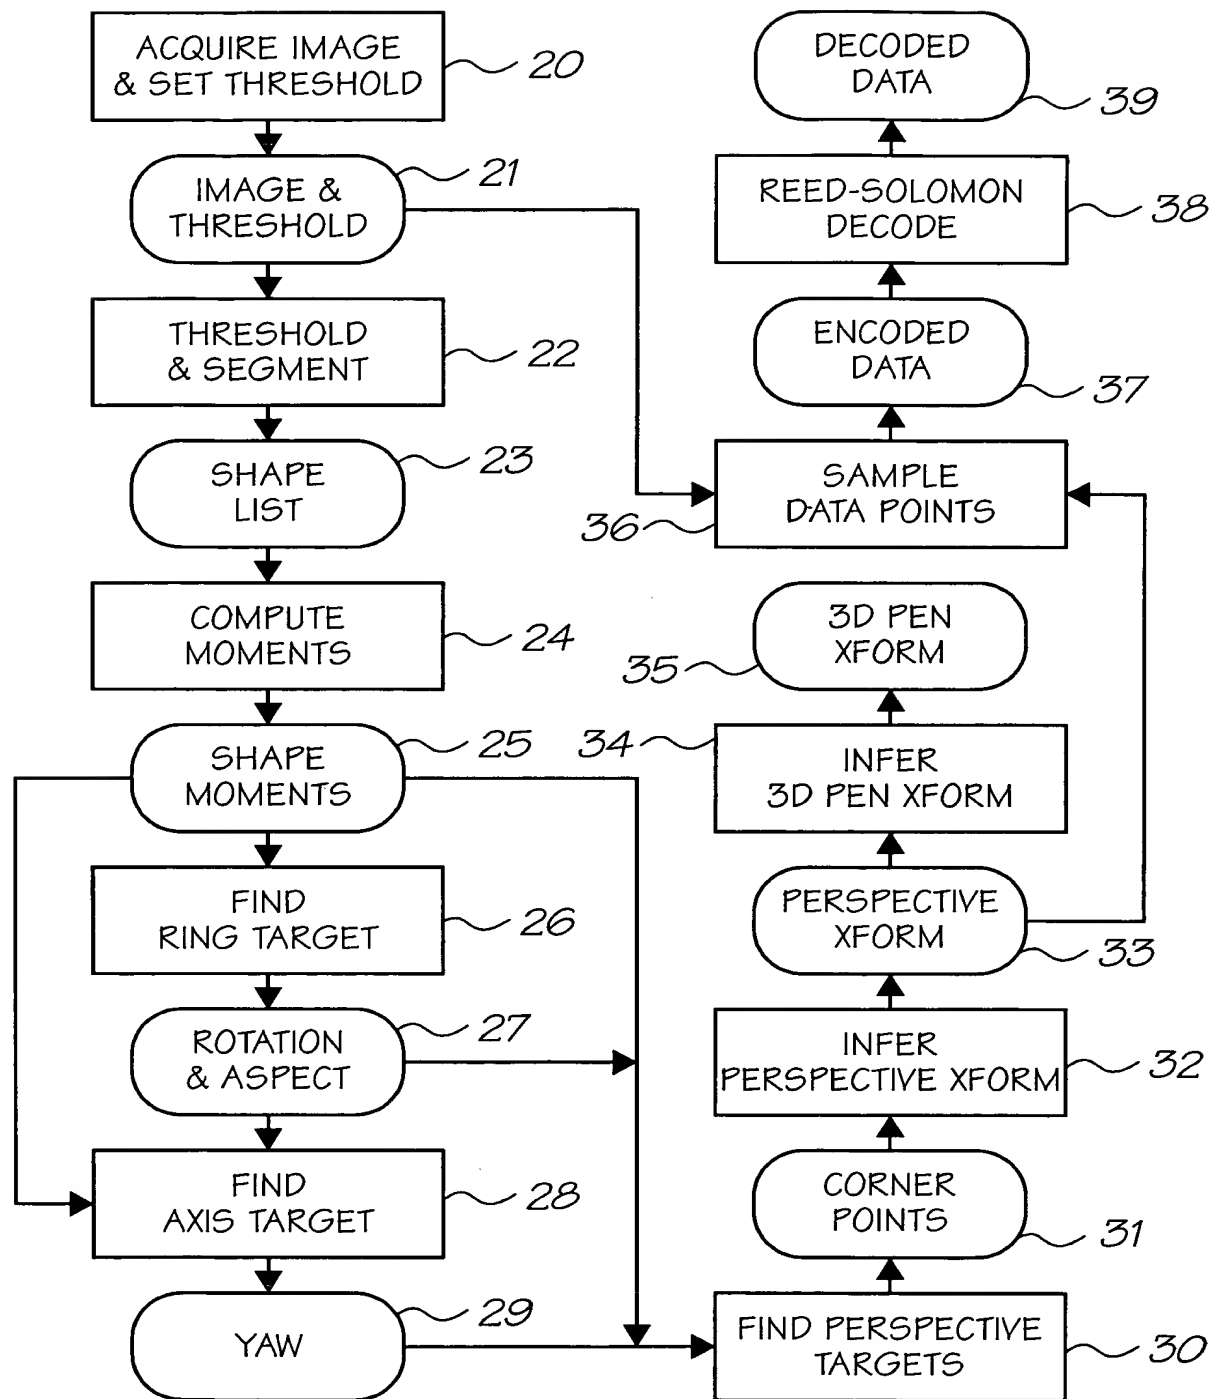 ACQUIRE IMAGE
& SET THRESHOLD
20
IMAGE &
THRESHOLD
21
THRESHOLD
& SEGMENT
22
SHAPE
LIST
23
COMPUTE
MOMENTS
24
SHAPE
MOMENTS
25
FIND
RING TARGET
26
ROTATION
& ASPECT
27
FIND
AXIS TARGET
28
YAW
29
DECODED
DATA
39
REED-SOLOMON
DECODE
38
ENCODED
DATA
37
SAMPLE
DATA POINTS
36
3D PEN
XFORM
35
34
INFER
3D PEN XFORM
PERSPECTIVE
XFORM
33
INFER
PERSPECTIVE XFORM
32
CORNER
POINTS
31
FIND PERSPECTIVE
TARGETS
30